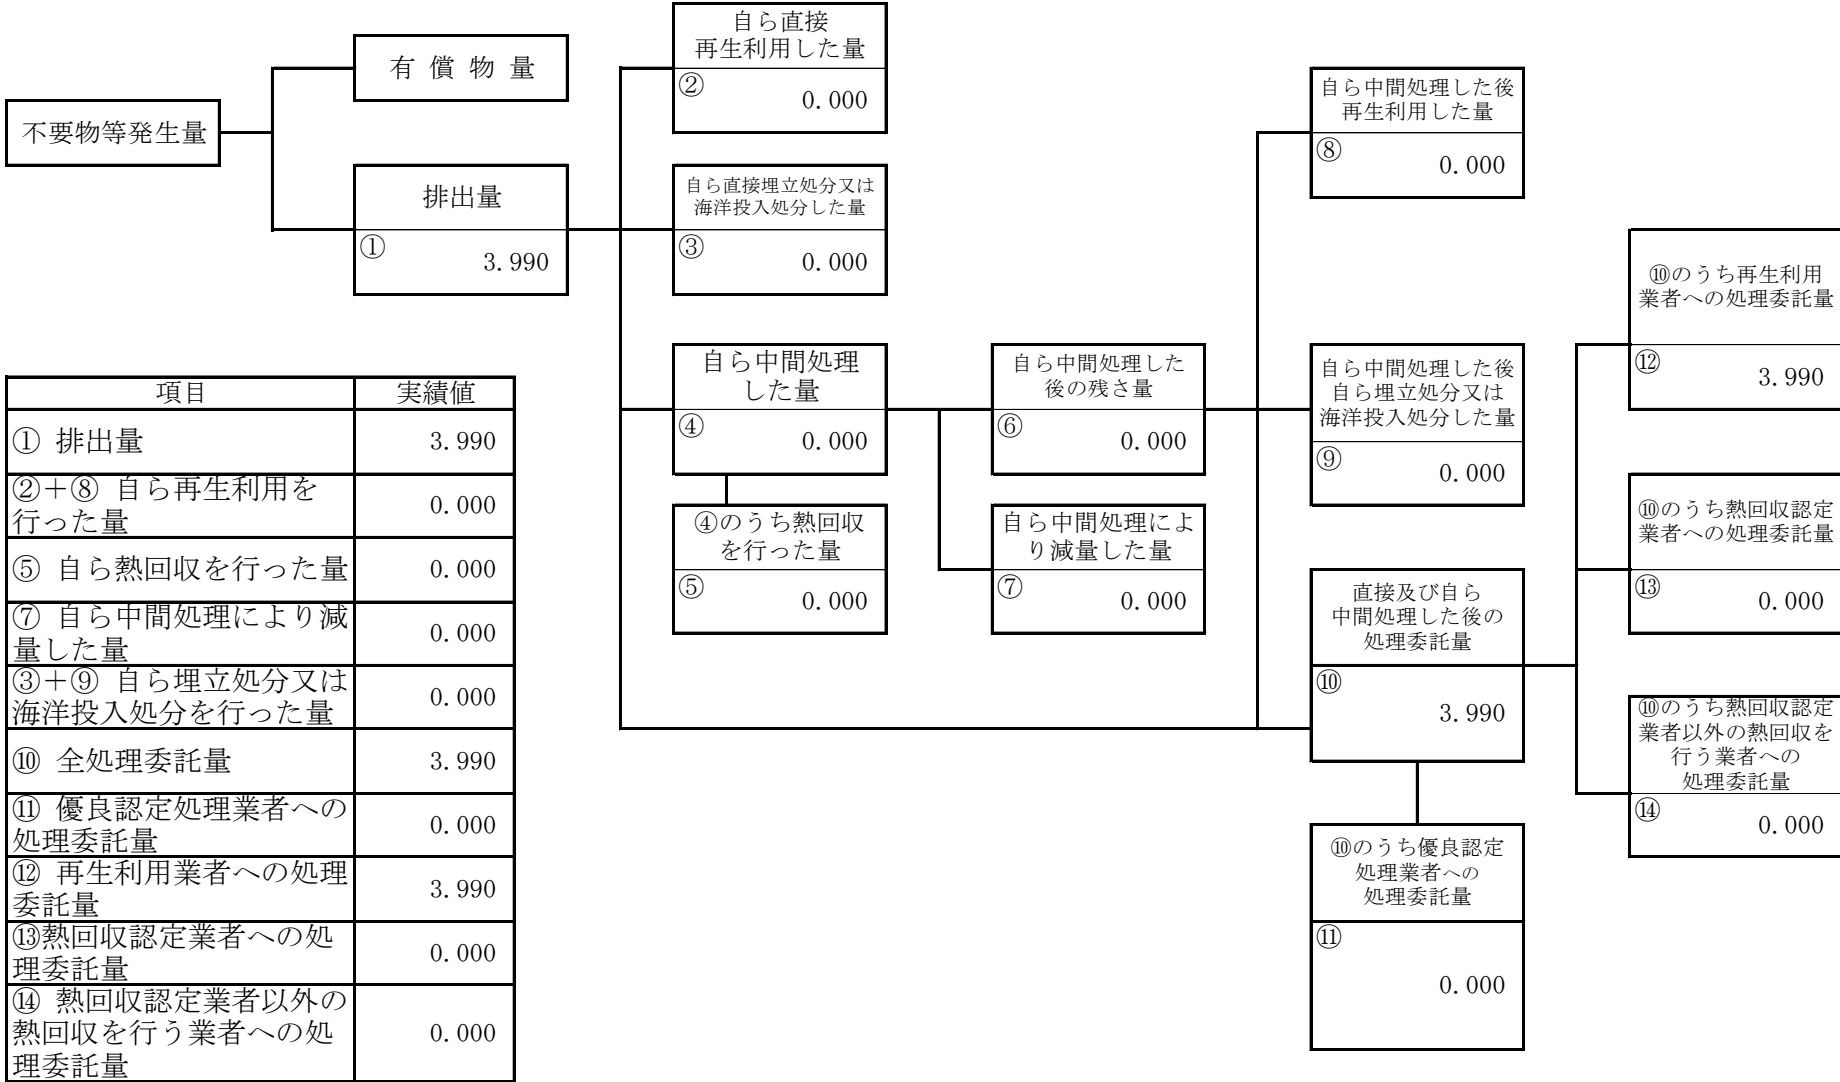 不要物等発生量
有 償 物 量
排出量
①
3.990
自ら直接
再生利用した量
②
0.000
自ら直接埋立処分又は
海洋投入処分した量
③
0.000
自ら中間処理
した量
④
0.000
④のうち熱回収
を行った量
⑤
0.000
自ら中間処理した
後の残さ量
⑥
0.000
自ら中間処理によ
り減量した量
⑦
0.000
自ら中間処理した後
再生利用した量
⑧
0.000
自ら中間処理した後
自ら埋立処分又は
海洋投入処分した量
⑨
0.000
直接及び自ら
中間処理した後の
処理委託量
⑩
3.990
⑩のうち優良認定
処理業者への
処理委託量
⑪
0.000
⑩のうち再生利用
業者への処理委託量
⑫
3.990
⑩のうち熱回収認定
業者への処理委託量
⑬
0.000
⑩のうち熱回収認定
業者以外の熱回収を
行う業者への
処理委託量
⑭
0.000
項目 実績値
① 排出量 3.990
②＋⑧ 自ら再生利用を
行った量 0.000
⑤ 自ら熱回収を行った量 0.000
⑦ 自ら中間処理により減
量した量 0.000
③＋⑨ 自ら埋立処分又は
海洋投入処分を行った量 0.000
⑩ 全処理委託量 3.990
⑪ 優良認定処理業者への
処理委託量 0.000
⑫ 再生利用業者への処理
委託量 3.990
⑬熱回収認定業者への処
理委託量 0.000
⑭ 熱回収認定業者以外の
熱回収を行う業者への処 0.000
理委託量